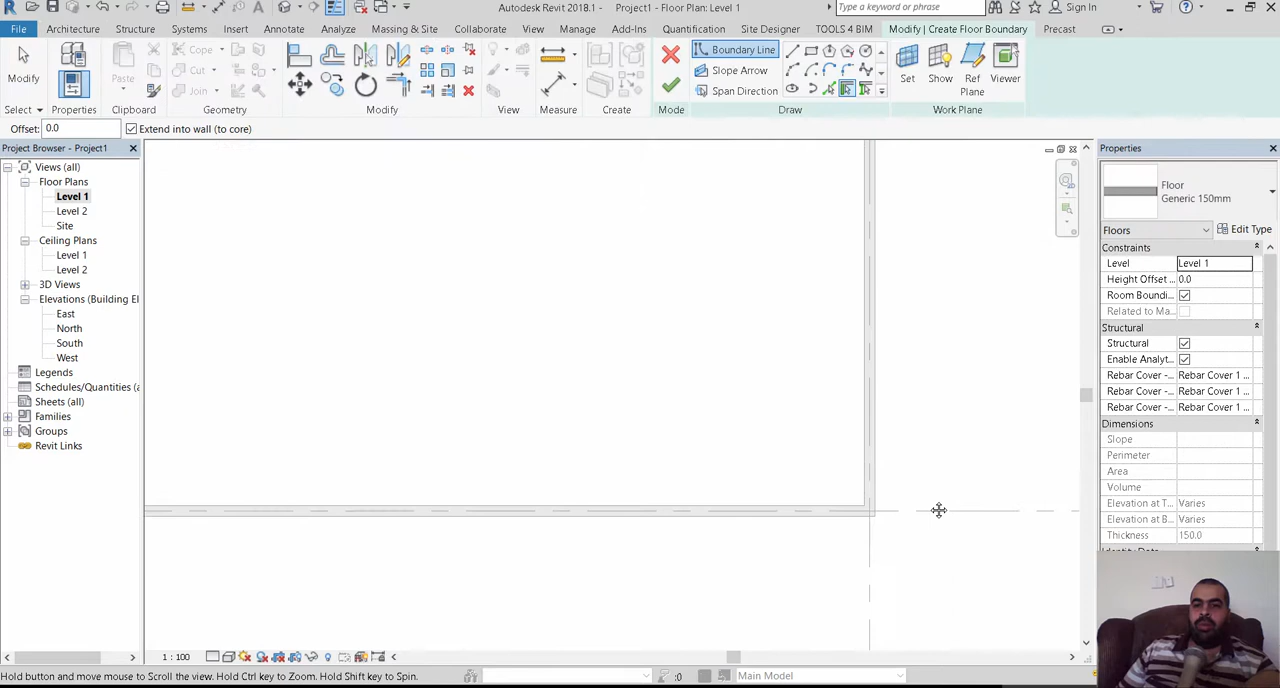 Autodesk Revit 2018.1 -    Project1 - Floor Plan: Level 1
Type a keyword or phrase
Sign In
File
Architecture
Structure
Systems
Insert
Annotate
Analyze
Massing & Site
Collaborate
View
Manage
Add-Ins
Quantification
Site Designer
TOOLS 4 BIM
Modify | Create Floor Boundary
Precast
Modify
Paste
Cope
Cut
Join
Boundary Line
Slope Arrow
Span Direction
Set
Show
Ref
Plane
Viewer
Select
Properties
Clipboard
Geometry
Modify
View
Measure
Create
Mode
Draw
Work Plane
Offset: 0.0
Extend into wall (to core)
Project Browser - Project1
Views (all)
Floor Plans
Level 1
Level 2
Site
Ceiling Plans
Level 1
Level 2
3D Views
Elevations (Building El
East
North
South
West
Legends
Schedules/Quantities (a
Sheets (all)
Families
Groups
Revit Links
Properties
Floor
Generic 150mm
Floors
Edit Type
Constraints
Level Level 1
Height Offset ... 0.0
Room Boundi...
Related to Ma...
Structural
Structural
Enable Analyt...
Rebar Cover -... Rebar Cover 1 ...
Rebar Cover -... Rebar Cover 1 ...
Rebar Cover -... Rebar Cover 1 ...
Dimensions
Slope
Perimeter
Area
Volume
Elevation at T... Varies
Elevation at B... Varies
Thickness 150.0
1 : 100
Hold button and move mouse to Scroll the view. Hold Ctrl key to Zoom. Hold Shift key to Spin.
:0
Main Model